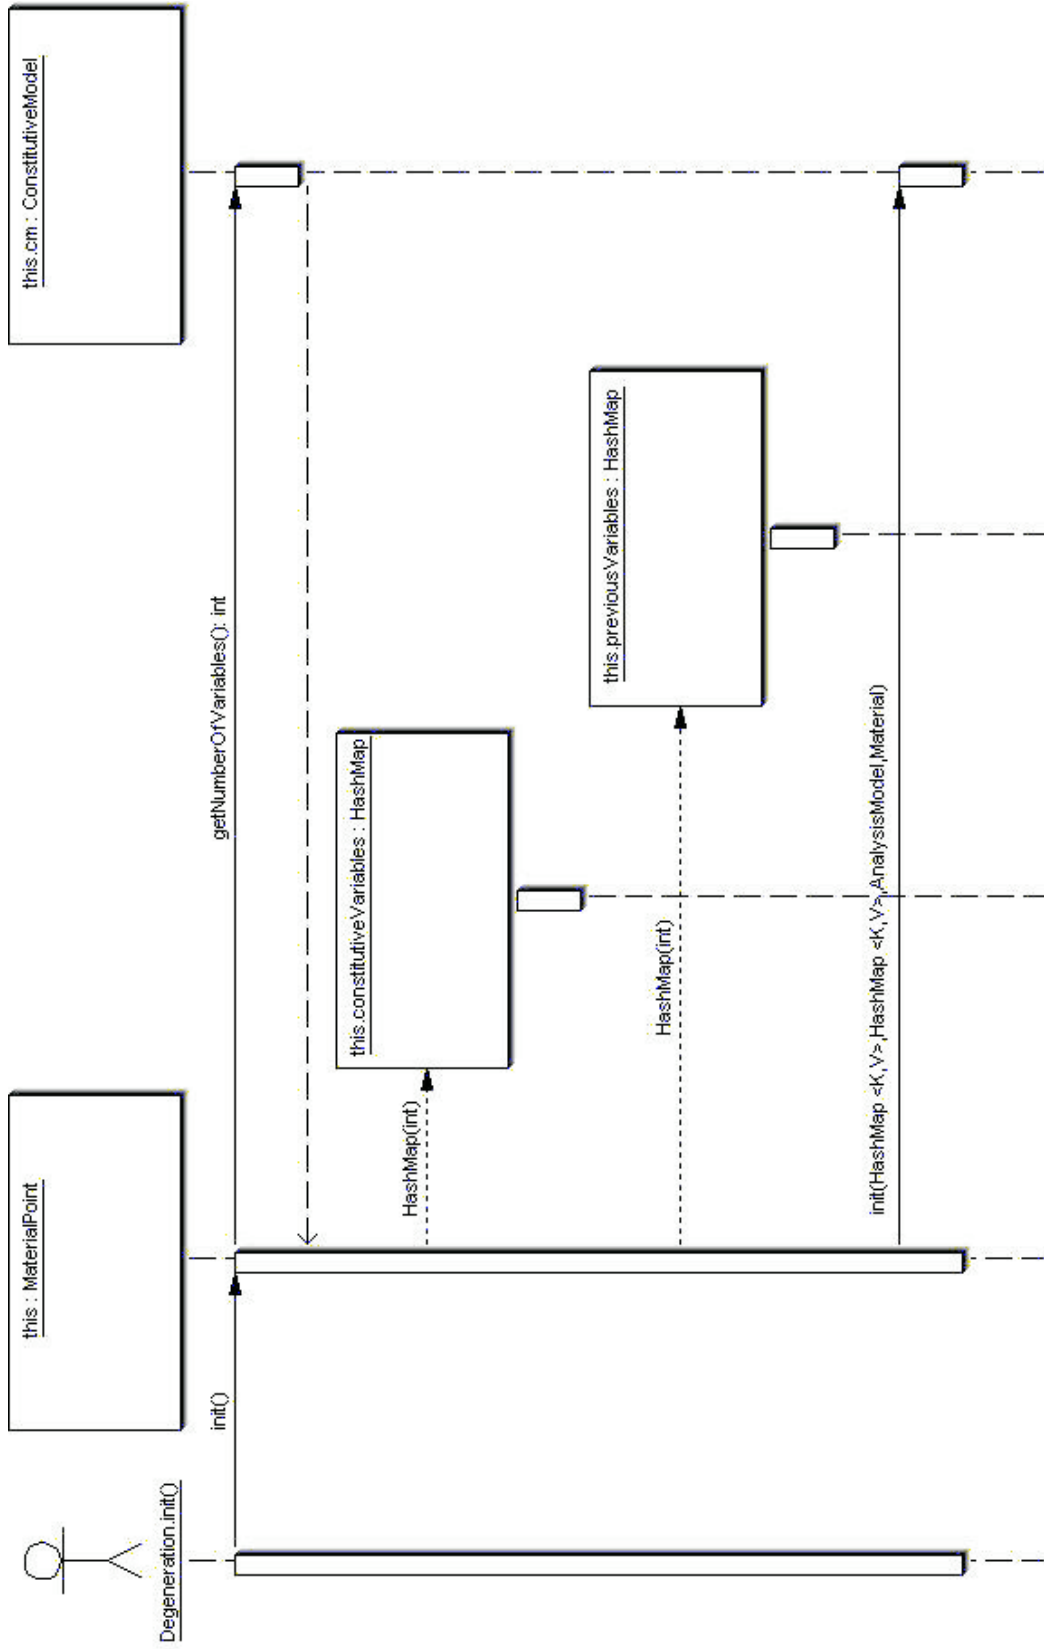 Degeneration.init()
this : MaterialPoint
this.cm : ConstitutiveModel
init()
getNumberOfVariables(): int
HashMap(int)
this.constitutiveVariables : HashMap
HashMap(int)
this.previousVariables : HashMap
init(HashMap <K,V>,HashMap <K,V>,AnalysisModel,Material)